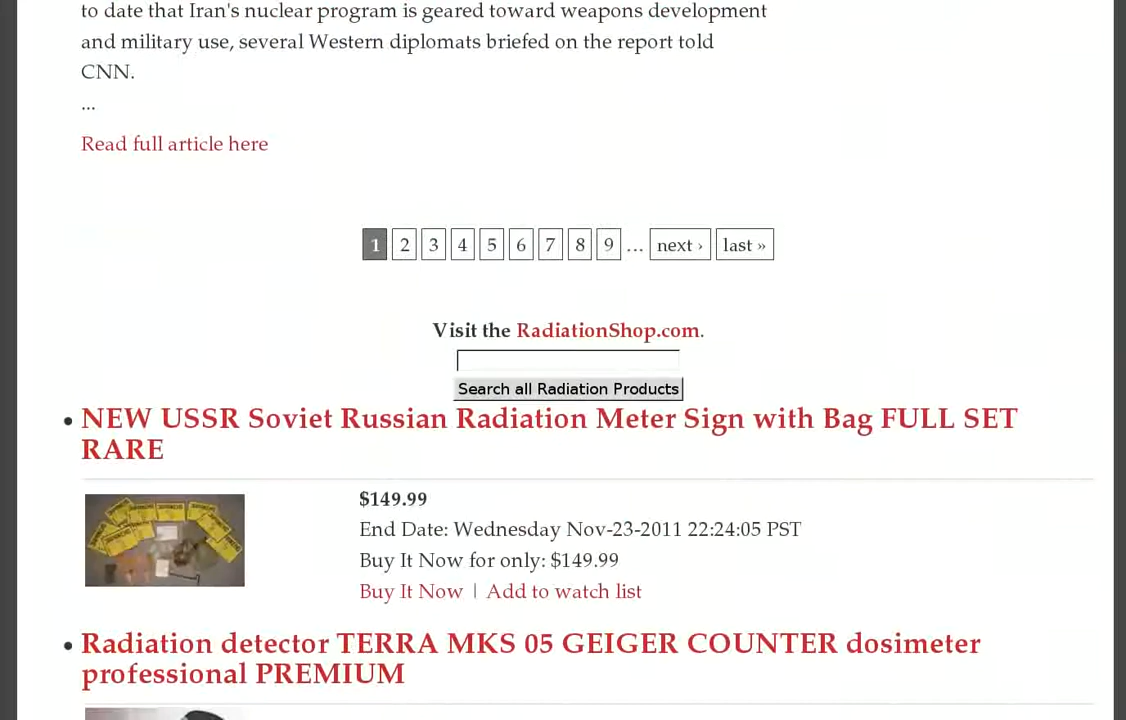 to date that Iran's nuclear program is geared toward weapons development
and military use, several Western diplomats briefed on the report told
CNN.
...
Read full article here
1 2 3 4 5 6 7 8 9 ... next › last »
Visit the RadiationShop.com.
Search all Radiation Products
• NEW USSR Soviet Russian Radiation Meter Sign with Bag FULL SET
RARE
$149.99
End Date: Wednesday Nov-23-2011 22:24:05 PST
Buy It Now for only: $149.99
Buy It Now | Add to watch list
• Radiation detector TERRA MKS 05 GEIGER COUNTER dosimeter
professional PREMIUM